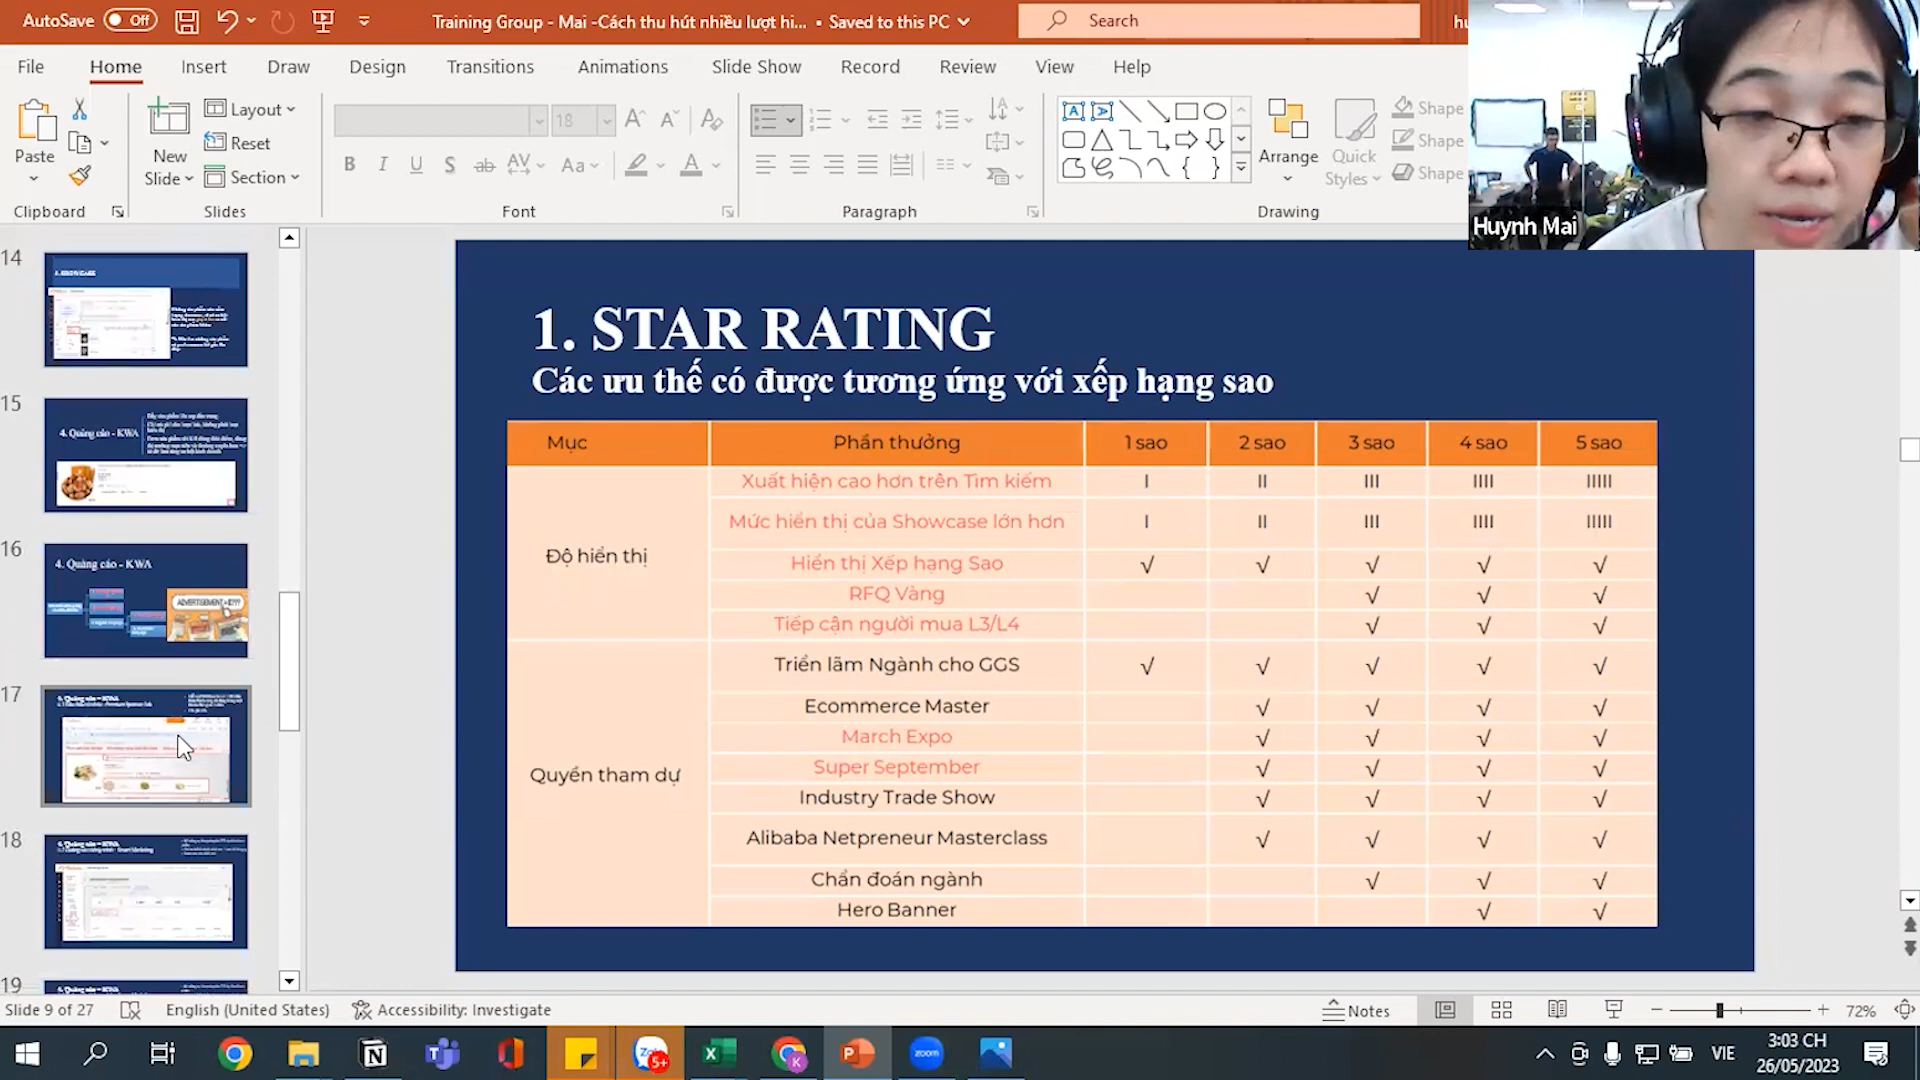 AutoSave Off
Training Group - Mai -Cách thu hút nhiều lượt hi... • Saved to this PC
Search
File Home Insert Draw Design Transitions Animations Slide Show Record Review View Help
Paste
Clipboard
New Slide
Layout
Reset
Section
Slides
18
Font
Paragraph
Arrange
Quick Styles
Shape
Shape
Shape
Drawing
Huynh Mai
14
15
4. Quảng cáo - KWA
16
4. Quảng cáo - KWA
17
18
19
1. STAR RATING
Các ưu thế có được tương ứng với xếp hạng sao
Mục Phần thưởng 1 sao 2 sao 3 sao 4 sao 5 sao
Độ hiển thị
Xuất hiện cao hơn trên Tìm kiếm I II III IIII IIIII
Mức hiển thị của Showcase lớn hơn I II III IIII IIIII
Hiển thị Xếp hạng Sao √ √ √ √ √
RFQ Vàng √ √ √
Tiếp cận người mua L3/L4 √ √ √
Quyền tham dự
Triển lãm Ngành cho GGS √ √ √ √ √
Ecommerce Master √ √ √ √
March Expo √ √ √ √
Super September √ √ √ √
Industry Trade Show √ √ √ √
Alibaba Netpreneur Masterclass √ √ √ √
Chẩn đoán ngành √ √ √
Hero Banner √ √
Slide 9 of 27 English (United States) Accessibility: Investigate Notes 72%
5+
zoom
VIE
3:03 CH
26/05/2023